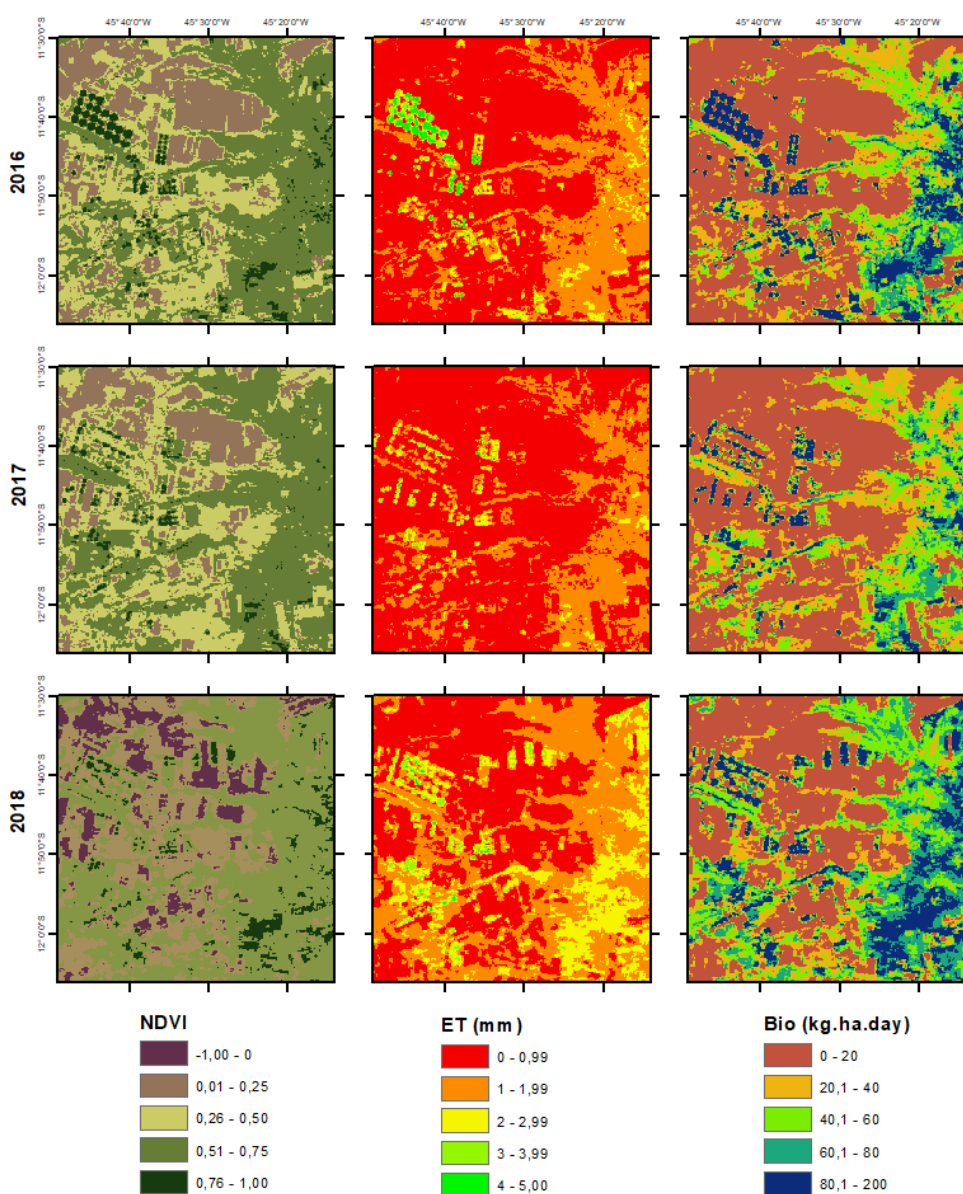 45°40'0"W 45°30'0"W 45°20'0"W 45°40'0"W 45°30'0"W 45°20'0"W 45°40'0"W 45°30'0"W 45°20'0"W
2016
11°30'0"S
11°40'0"S
11°50'0"S
12°0'0"S
2017
11°30'0"S
11°40'0"S
11°50'0"S
12°0'0"S
2018
11°30'0"S
11°40'0"S
11°50'0"S
12°0'0"S
NDVI
-1,00 - 0
0,01 - 0,25
0,26 - 0,50
0,51 - 0,75
0,76 - 1,00
ET (mm)
0 - 0,99
1 - 1,99
2 - 2,99
3 - 3,99
4 - 5,00
Bio (kg.ha.day)
0 - 20
20,1 - 40
40,1 - 60
60,1 - 80
80,1 - 200